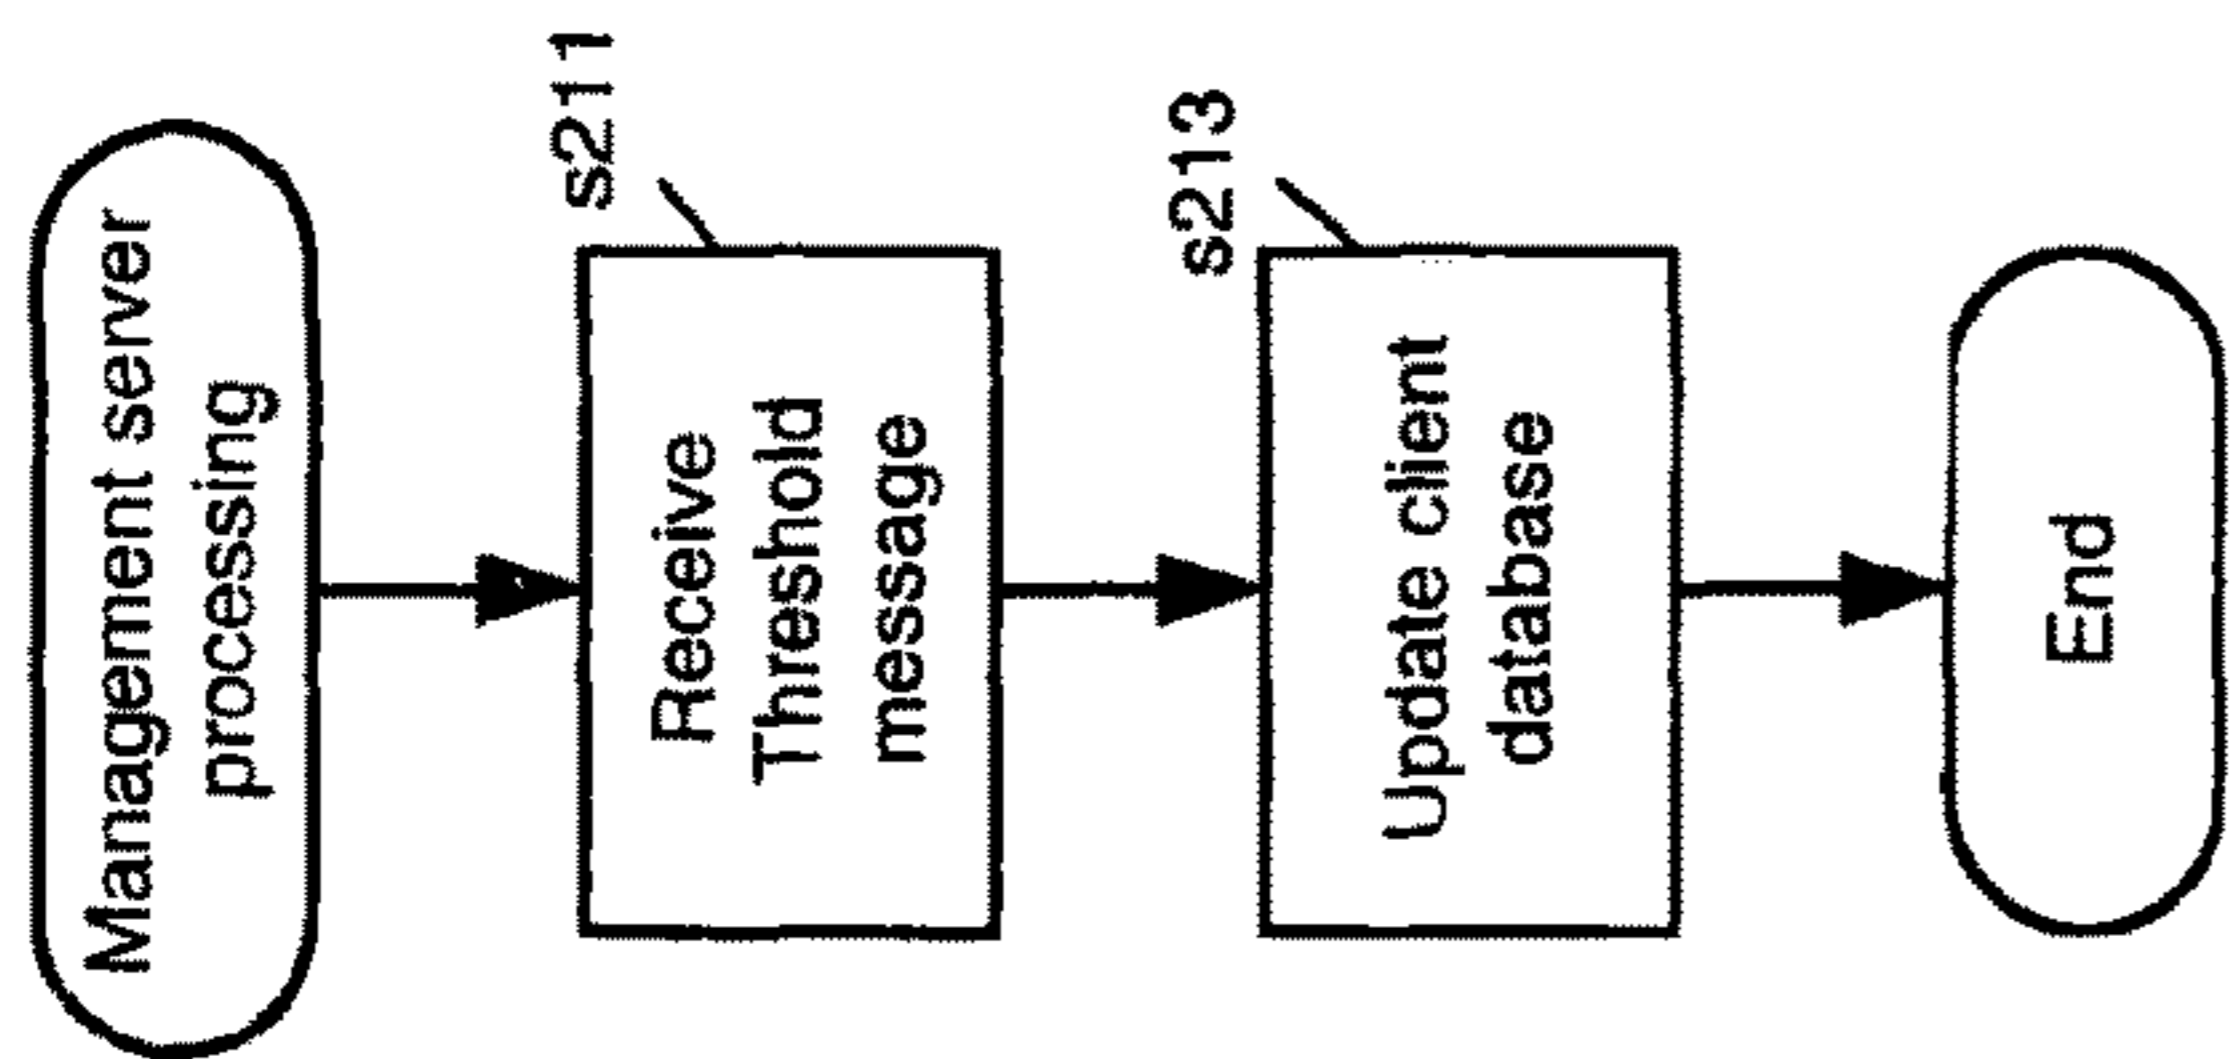 Management server
processing
s211
Receive
Threshold
message
s213
Update client
database
End